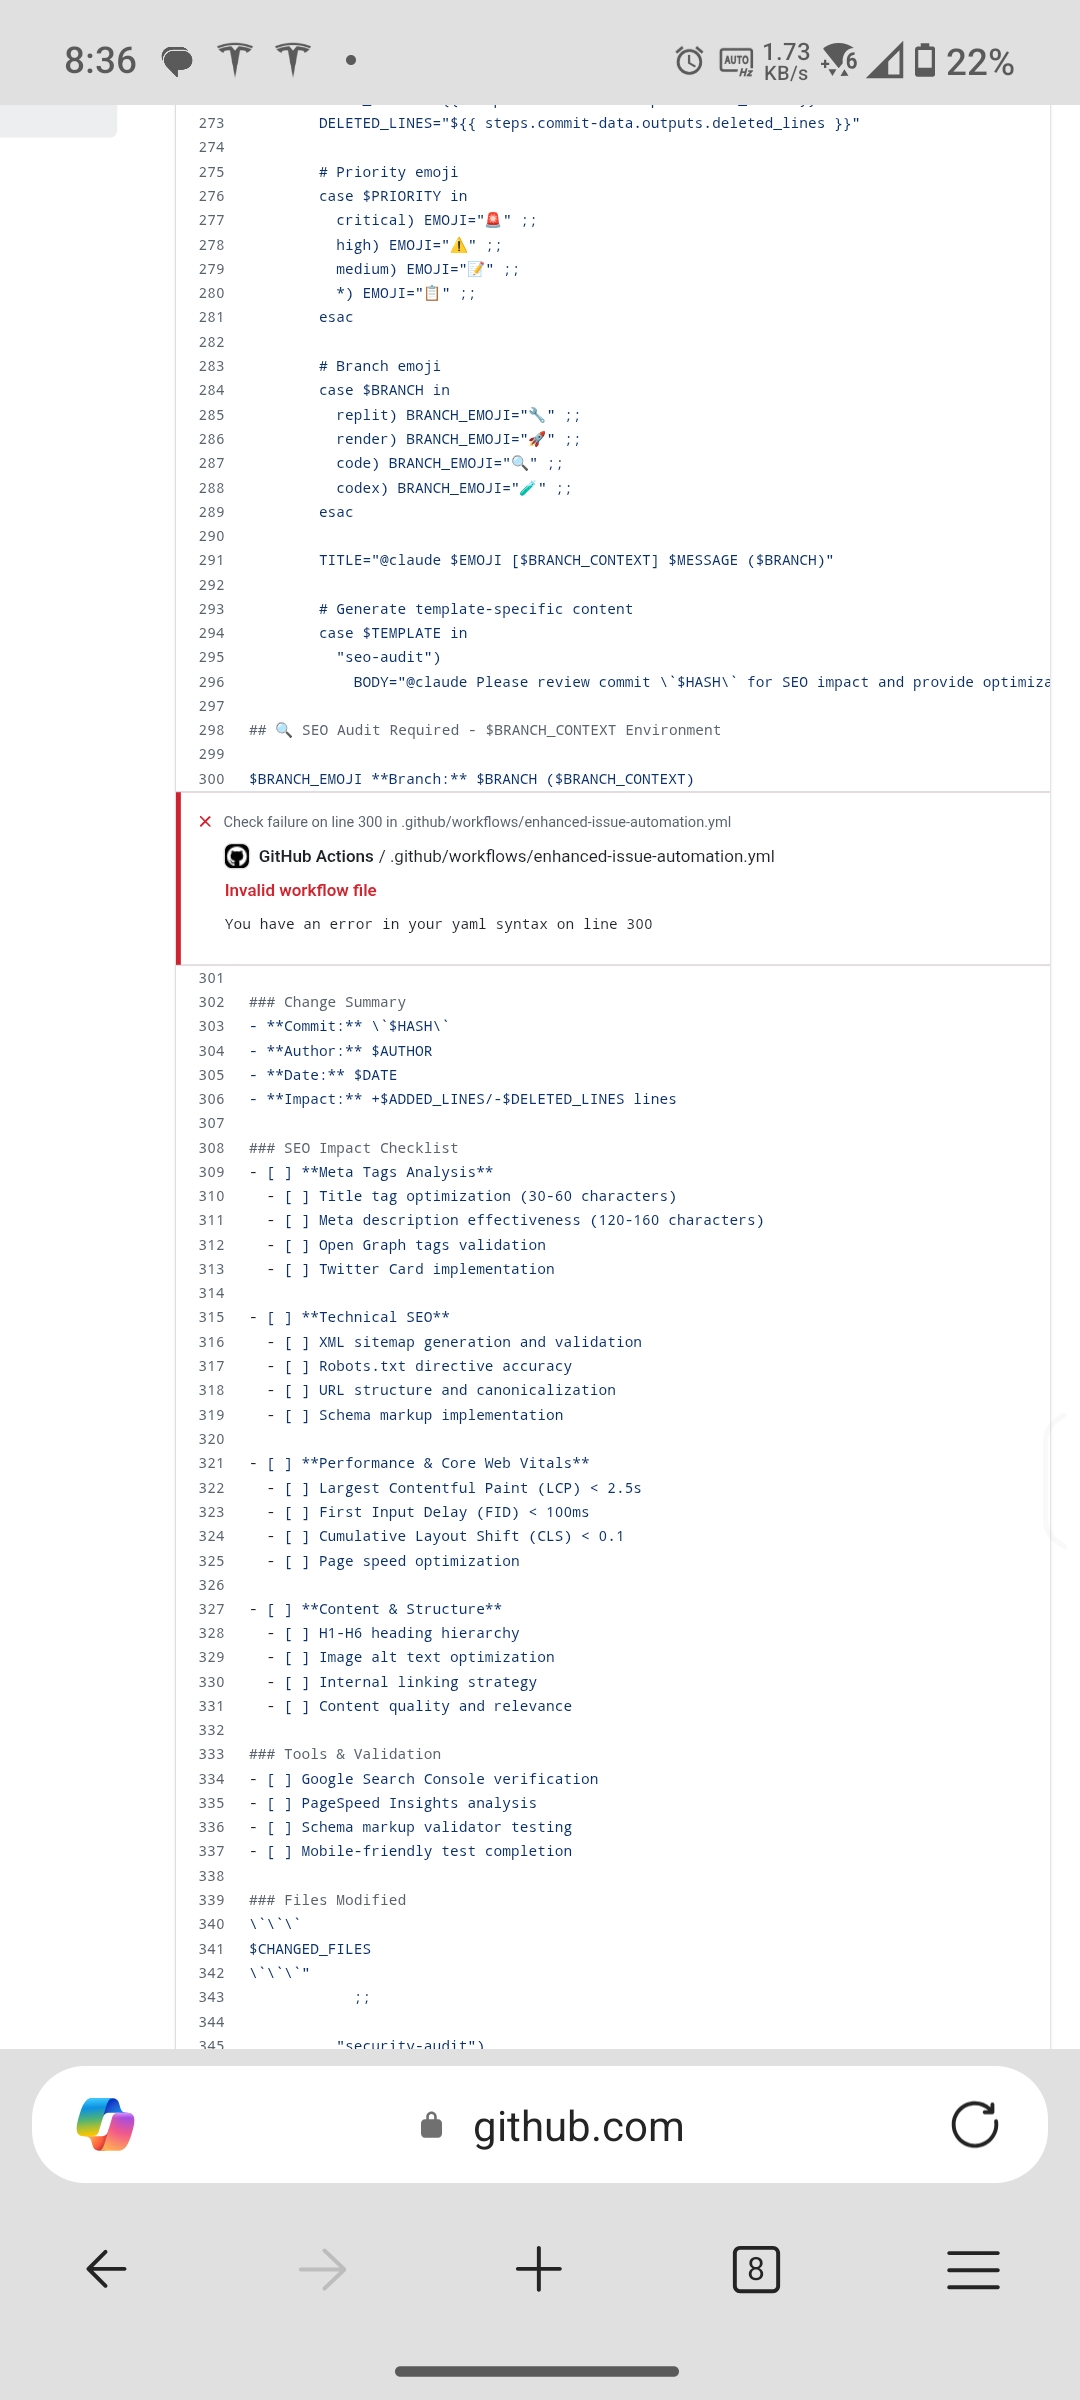 8:36
AUTO Hz 1.73 KB/s 6 22%
273 DELETED_LINES="${{ steps.commit-data.outputs.deleted_lines }}"
274
275 # Priority emoji
276 case $PRIORITY in
277 critical) EMOJI="🚨" ;;
278 high) EMOJI="⚠️" ;;
279 medium) EMOJI="📝" ;;
280 *) EMOJI="📋" ;;
281 esac
282
283 # Branch emoji
284 case $BRANCH in
285 replit) BRANCH_EMOJI="🔧" ;;
286 render) BRANCH_EMOJI="🚀" ;;
287 code) BRANCH_EMOJI="🔍" ;;
288 codex) BRANCH_EMOJI="🧪" ;;
289 esac
290
291 TITLE="@claude $EMOJI [$BRANCH_CONTEXT] $MESSAGE ($BRANCH)"
292
293 # Generate template-specific content
294 case $TEMPLATE in
295 "seo-audit")
296 BODY="@claude Please review commit \`$HASH\` for SEO impact and provide optimiza
297
298 ## 🔍 SEO Audit Required - $BRANCH_CONTEXT Environment
299
300 $BRANCH_EMOJI **Branch:** $BRANCH ($BRANCH_CONTEXT)
Check failure on line 300 in .github/workflows/enhanced-issue-automation.yml
GitHub Actions / .github/workflows/enhanced-issue-automation.yml
Invalid workflow file
You have an error in your yaml syntax on line 300
301
302 ### Change Summary
303 - **Commit:** \`$HASH\`
304 - **Author:** $AUTHOR
305 - **Date:** $DATE
306 - **Impact:** +$ADDED_LINES/-$DELETED_LINES lines
307
308 ### SEO Impact Checklist
309 - [ ] **Meta Tags Analysis**
310 - [ ] Title tag optimization (30-60 characters)
311 - [ ] Meta description effectiveness (120-160 characters)
312 - [ ] Open Graph tags validation
313 - [ ] Twitter Card implementation
314
315 - [ ] **Technical SEO**
316 - [ ] XML sitemap generation and validation
317 - [ ] Robots.txt directive accuracy
318 - [ ] URL structure and canonicalization
319 - [ ] Schema markup implementation
320
321 - [ ] **Performance & Core Web Vitals**
322 - [ ] Largest Contentful Paint (LCP) < 2.5s
323 - [ ] First Input Delay (FID) < 100ms
324 - [ ] Cumulative Layout Shift (CLS) < 0.1
325 - [ ] Page speed optimization
326
327 - [ ] **Content & Structure**
328 - [ ] H1-H6 heading hierarchy
329 - [ ] Image alt text optimization
330 - [ ] Internal linking strategy
331 - [ ] Content quality and relevance
332
333 ### Tools & Validation
334 - [ ] Google Search Console verification
335 - [ ] PageSpeed Insights analysis
336 - [ ] Schema markup validator testing
337 - [ ] Mobile-friendly test completion
338
339 ### Files Modified
340 \`\`\`
341 $CHANGED_FILES
342 \`\`\`"
343 ;;
344
345 "security-audit")
github.com
8